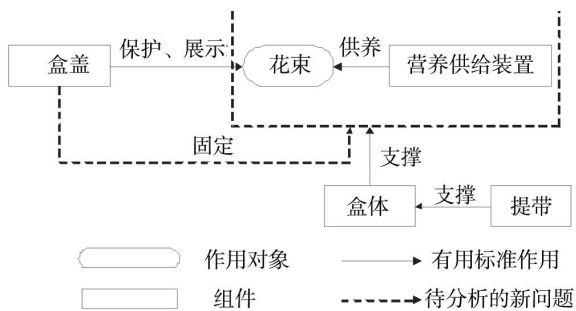 保护、展示
供养
盒盖
花束
营养供给装置
固定
支撑
支撑
盒体
提带
作用对象
有用标准作用
组件
待分析的新问题